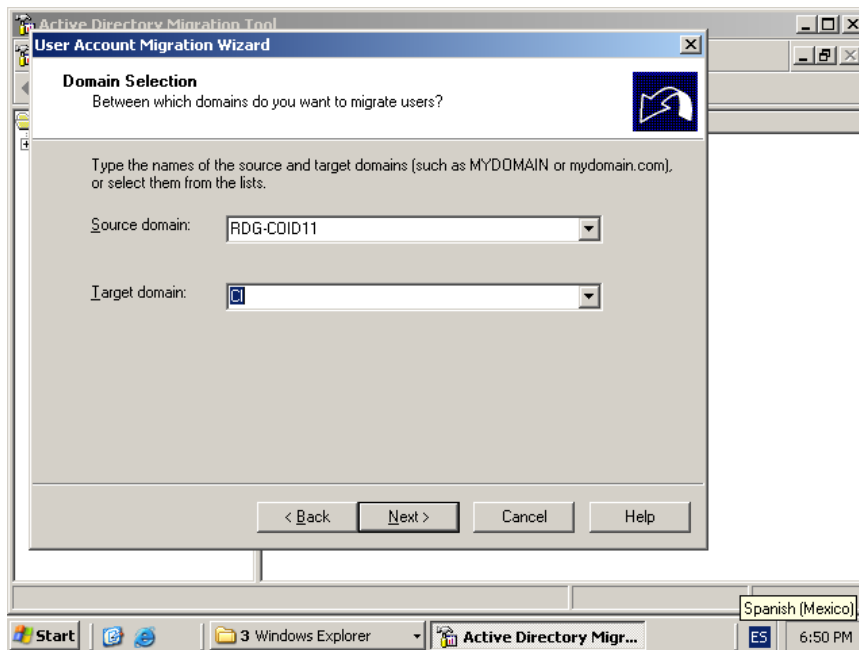 Active Directory Migration Tool
User Account Migration Wizard
Domain Selection
Between which domains do you want to migrate users?
Type the names of the source and target domains (such as MYDOMAIN or mydomain.com),
or select them from the lists.
Source domain:
RDG-COID11
Target domain:
CI
< Back
Next >
Cancel
Help
Spanish (Mexico)
Start
3 Windows Explorer
Active Directory Migr...
ES
6:50 PM